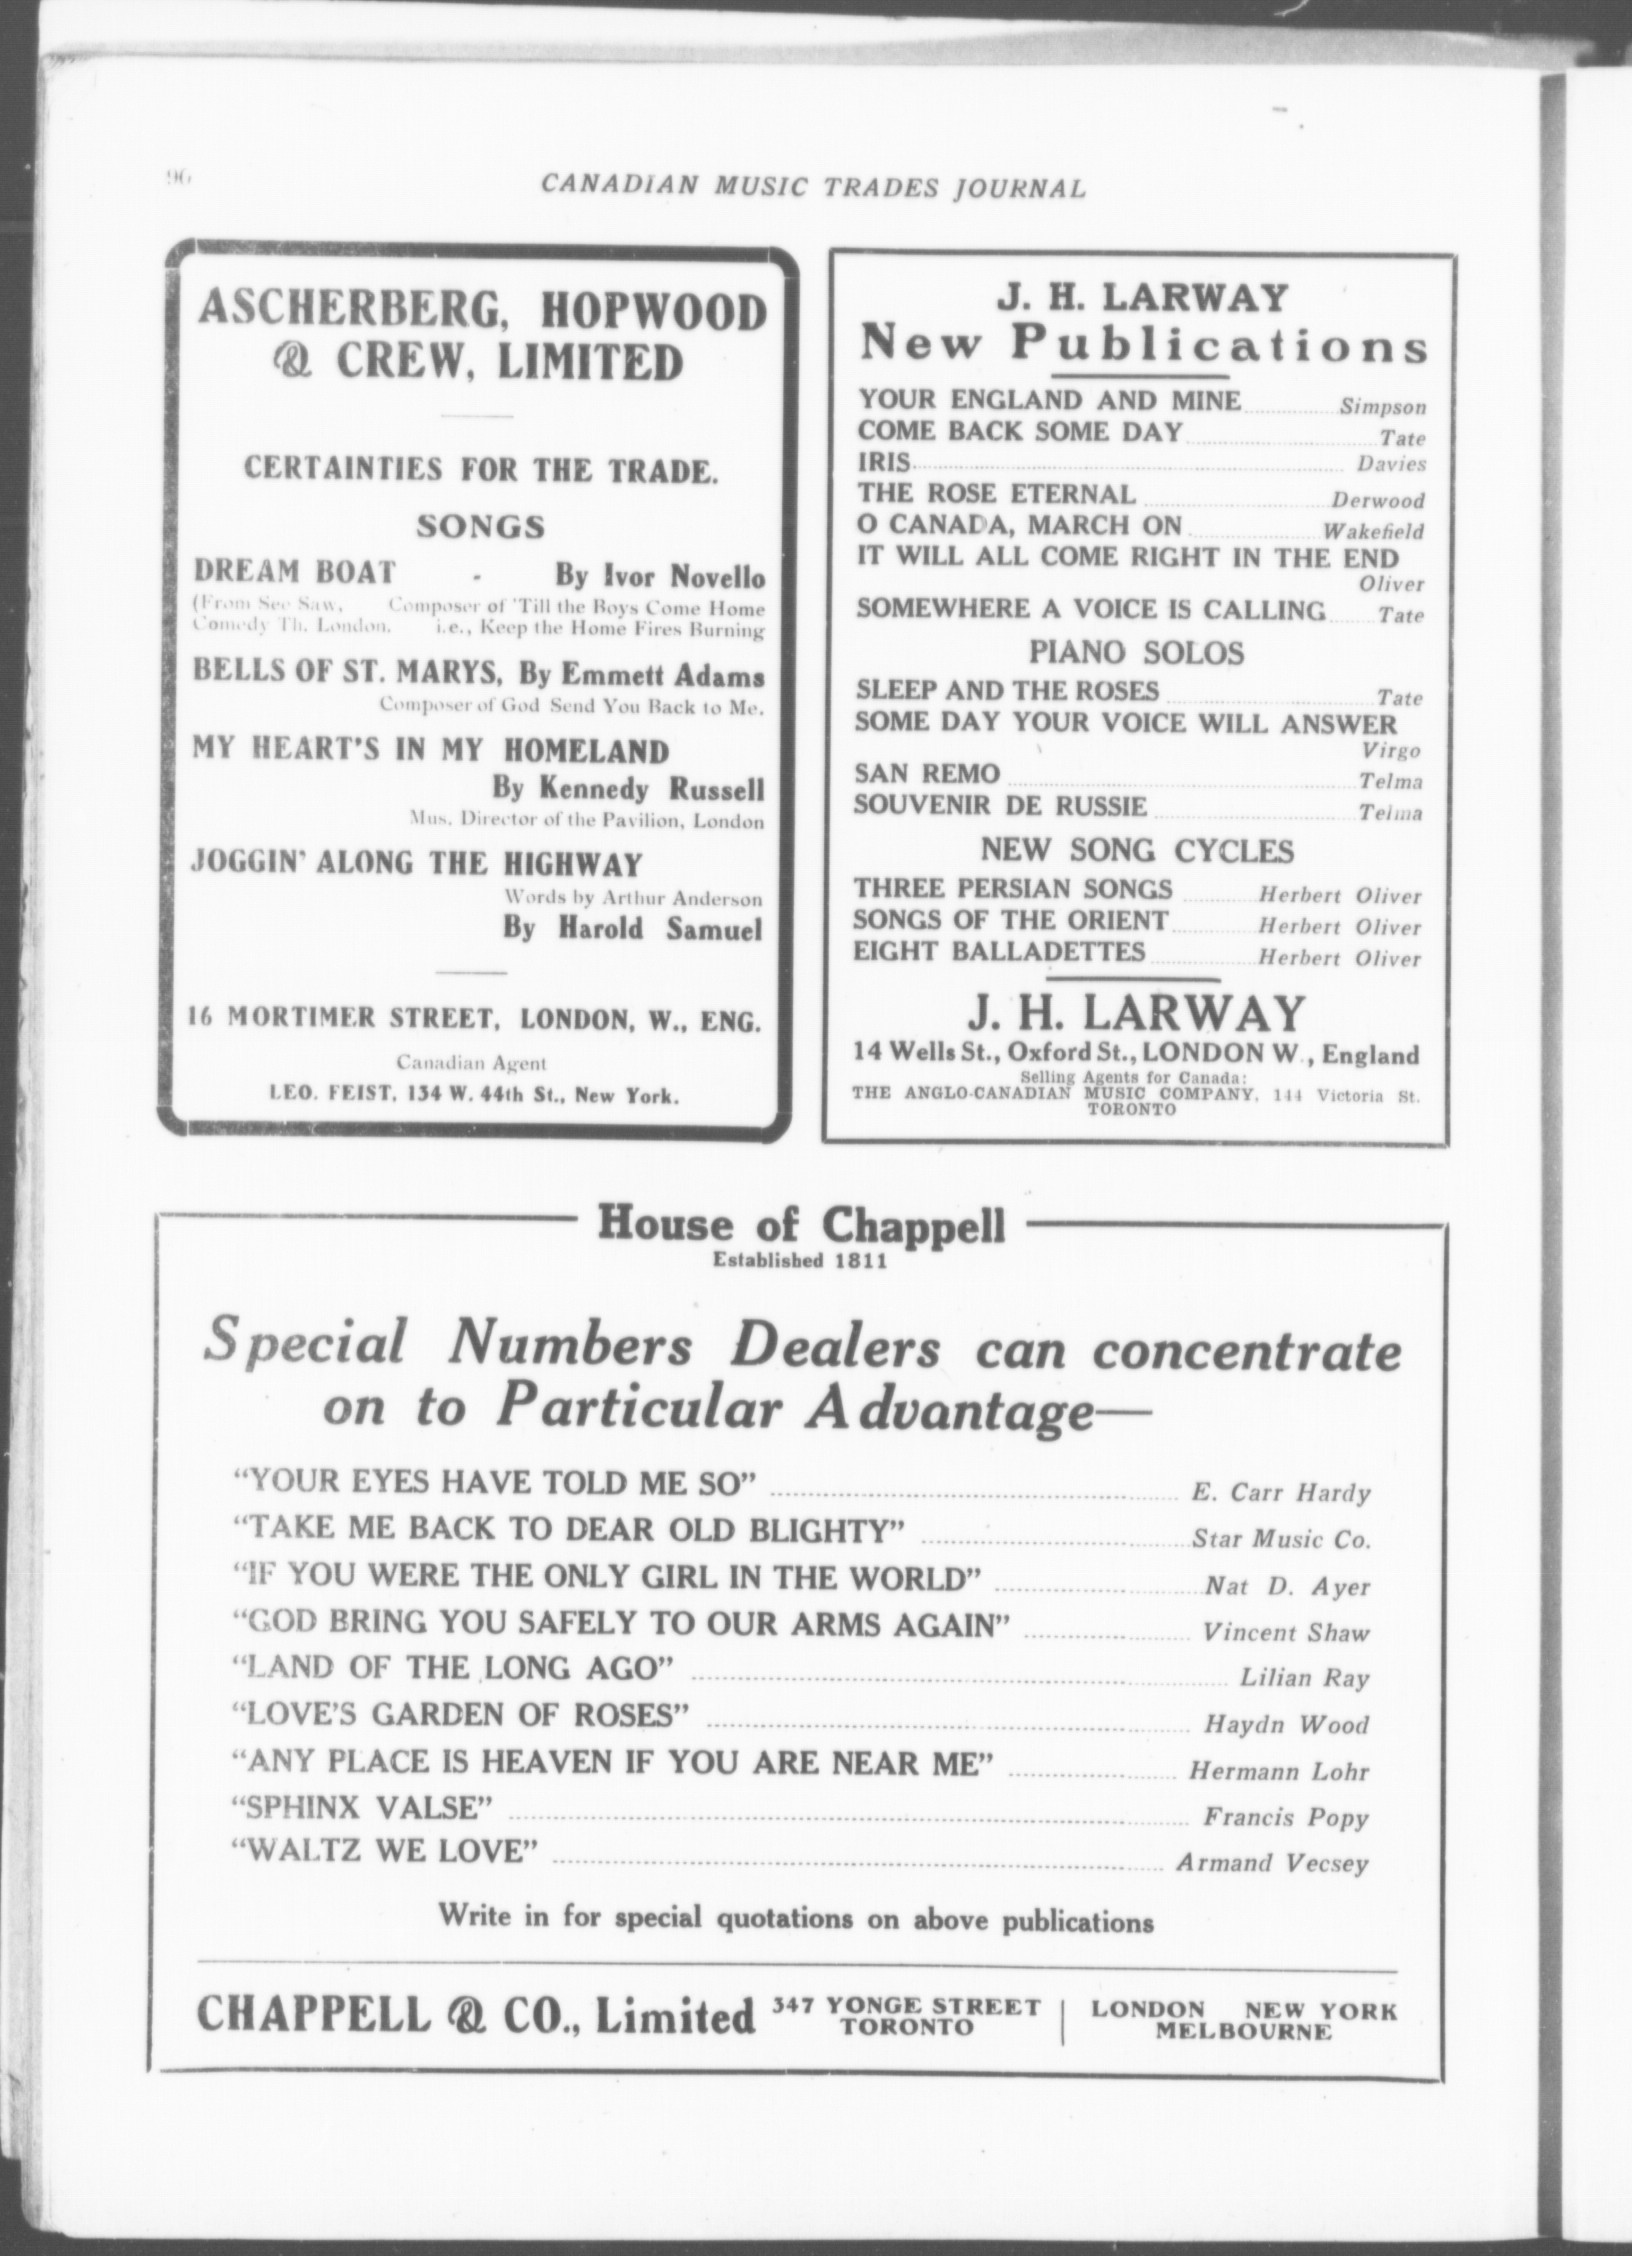 96
CANADIAN MUSIC TRADES JOURNAL
ASCHERBERG, HOPWOOD
& CREW, LIMITED
CERTAINTIES FOR THE TRADE.
SONGS
DREAM BOAT - By Ivor Novello
(From See Saw, Composer of 'Till the Boys Come Home
Comedy Th. London. i.e., Keep the Home Fires Burning
BELLS OF ST. MARYS, By Emmett Adams
Composer of God Send You Back to Me.
MY HEART'S IN MY HOMELAND
By Kennedy Russell
Mus. Director of the Pavilion, London
JOGGIN' ALONG THE HIGHWAY
Words by Arthur Anderson
By Harold Samuel
16 MORTIMER STREET, LONDON, W., ENG.
Canadian Agent
LEO. FEIST, 134 W. 44th St., New York.
J. H. LARWAY
New Publications
YOUR ENGLAND AND MINE Simpson
COME BACK SOME DAY Tate
IRIS Davies
THE ROSE ETERNAL Derwood
O CANADA, MARCH ON Wakefield
IT WILL ALL COME RIGHT IN THE END
Oliver
SOMEWHERE A VOICE IS CALLING Tate
PIANO SOLOS
SLEEP AND THE ROSES Tate
SOME DAY YOUR VOICE WILL ANSWER
Virgo
SAN REMO Telma
SOUVENIR DE RUSSIE Telma
NEW SONG CYCLES
THREE PERSIAN SONGS Herbert Oliver
SONGS OF THE ORIENT Herbert Oliver
EIGHT BALLADETTES Herbert Oliver
J. H. LARWAY
14 Wells St., Oxford St., LONDON W., England
Selling Agents for Canada:
THE ANGLO-CANADIAN MUSIC COMPANY, 144 Victoria St.
TORONTO
House of Chappell
Established 1811
Special Numbers Dealers can concentrate
on to Particular Advantage—
"YOUR EYES HAVE TOLD ME SO" E. Carr Hardy
"TAKE ME BACK TO DEAR OLD BLIGHTY" Star Music Co.
"IF YOU WERE THE ONLY GIRL IN THE WORLD" Nat D. Ayer
"GOD BRING YOU SAFELY TO OUR ARMS AGAIN" Vincent Shaw
"LAND OF THE LONG AGO" Lilian Ray
"LOVE'S GARDEN OF ROSES" Haydn Wood
"ANY PLACE IS HEAVEN IF YOU ARE NEAR ME" Hermann Lohr
"SPHINX VALSE" Francis Popy
"WALTZ WE LOVE" Armand Vecsey
Write in for special quotations on above publications
CHAPPELL & CO., Limited 347 YONGE STREET TORONTO | LONDON NEW YORK MELBOURNE